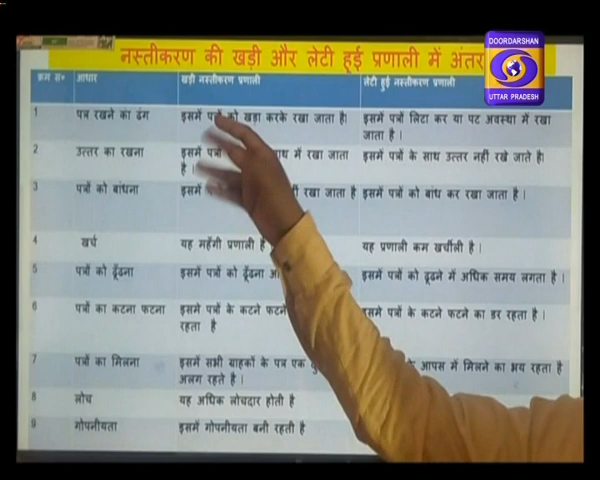 नस्तीकरण की खड़ी और लेटी हुई प्रणाली में अंतर
DOORDARSHAN
UTTAR PRADESH
क्रम स० आधार खड़ी नस्तीकरण प्रणाली लेटी हुई नस्तीकरण प्रणाली
1 पत्र रखने का ढंग इसमें पत्रों को खड़ा करके रखा जाता है। इसमें पत्रों लिटा कर या पट अवस्था में रखा
जाता है ।
2 उत्तर का रखना इसमें पत्रों साथ में रखा जाता इसमें पत्रों के साथ उत्तर नहीं रखे जाते है।
है ।
3 पत्रों को बांधना इसमें रखा जाता है इसमें पत्रों को बांध कर रखा जाता है ।
4 खर्च यह महँगी प्रणाली है यह प्रणाली कम खर्चीली है ।
5 पत्रों को ढूँढना इसमें पत्रों को ढूँढना इसमें पत्रों को ढूढने में अधिक समय लगता है ।
6 पत्रों का कटना फटना इसमे पत्रों के कटने फटने इसमे पत्रों के कटने फटने का डर रहता है ।
रहता है
7 पत्रों का मिलना इसमें सभी ग्राहकों के पत्र एक के आपस में मिलने का भय रहता है
अलग रहते है ।
8 लोच यह अधिक लोचदार होती है
9 गोपनीयता इसमें गोपनीयता बनी रहती है